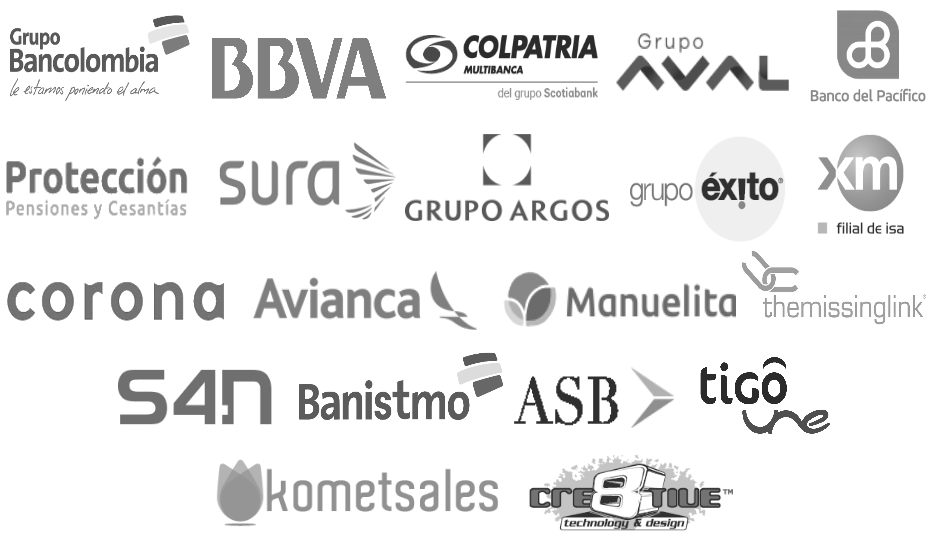 Grupo
Bancolombia
le estamos poniendo el alma
BBVA
COLPATRIA
MULTIBANCA
del grupo Scotiabank
Grupo
AVAL
Banco del Pacífico
Protección
Pensiones y Cesantías
sura
GRUPO ARGOS
grupo éxito®
xm
filial de isa
corona
Avianca
Manuelita
themissinglink
S4N
Banistmo
ASB
tigo
une
kometsales
cre8tive™
technology & design